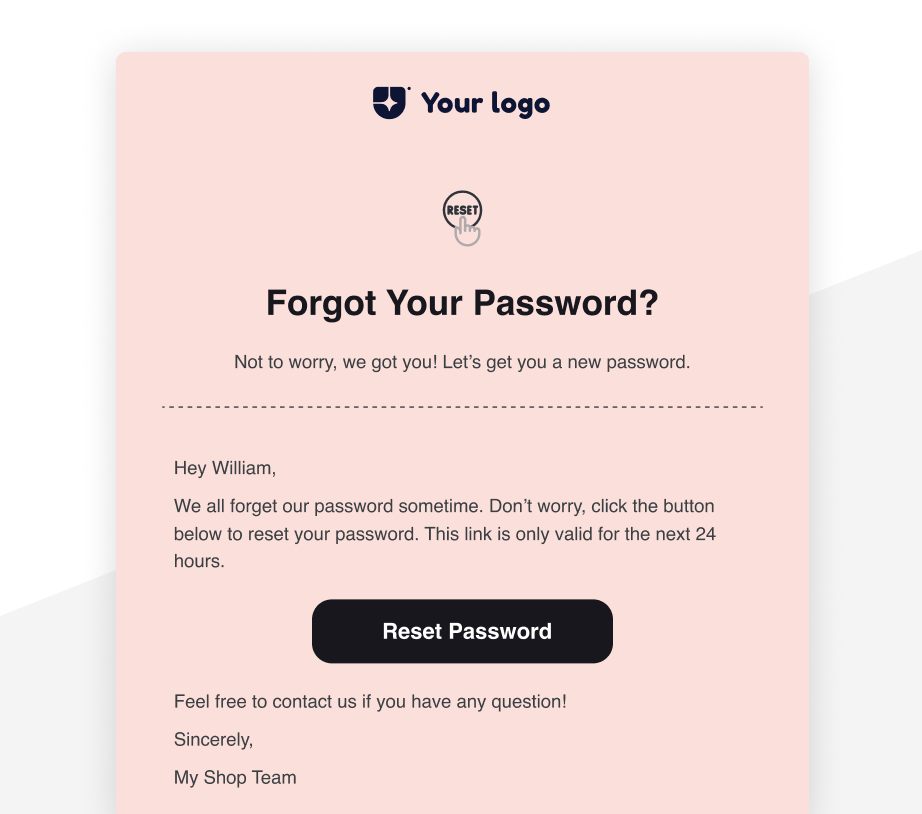 Your logo
RESET
Forgot Your Password?
Not to worry, we got you! Let’s get you a new password.
Hey William,
We all forget our password sometime. Don’t worry, click the button
below to reset your password. This link is only valid for the next 24
hours.
Reset Password
Feel free to contact us if you have any question!
Sincerely,
My Shop Team